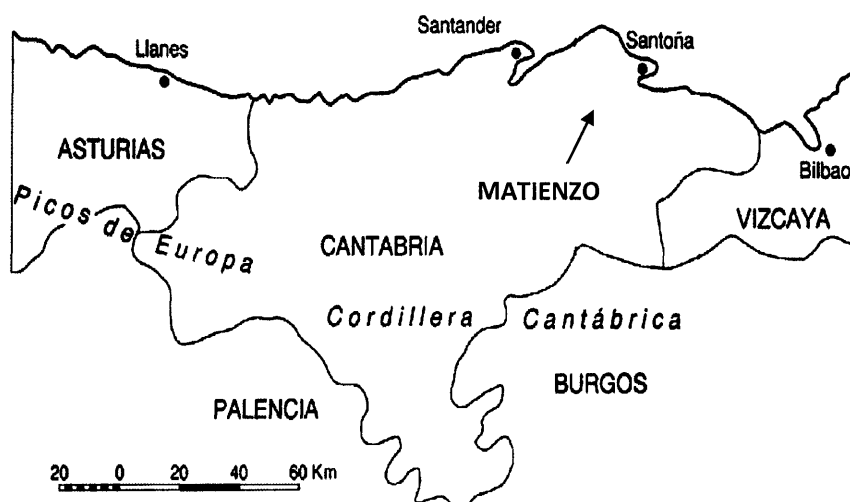 Santander
Llanes
Santoña
ASTURIAS
Bilbao
MATIENZO
Picos de Europa
VIZCAYA
CANTABRIA
Cordillera Cantábrica
BURGOS
PALENCIA
20 0 20 40 60 Km